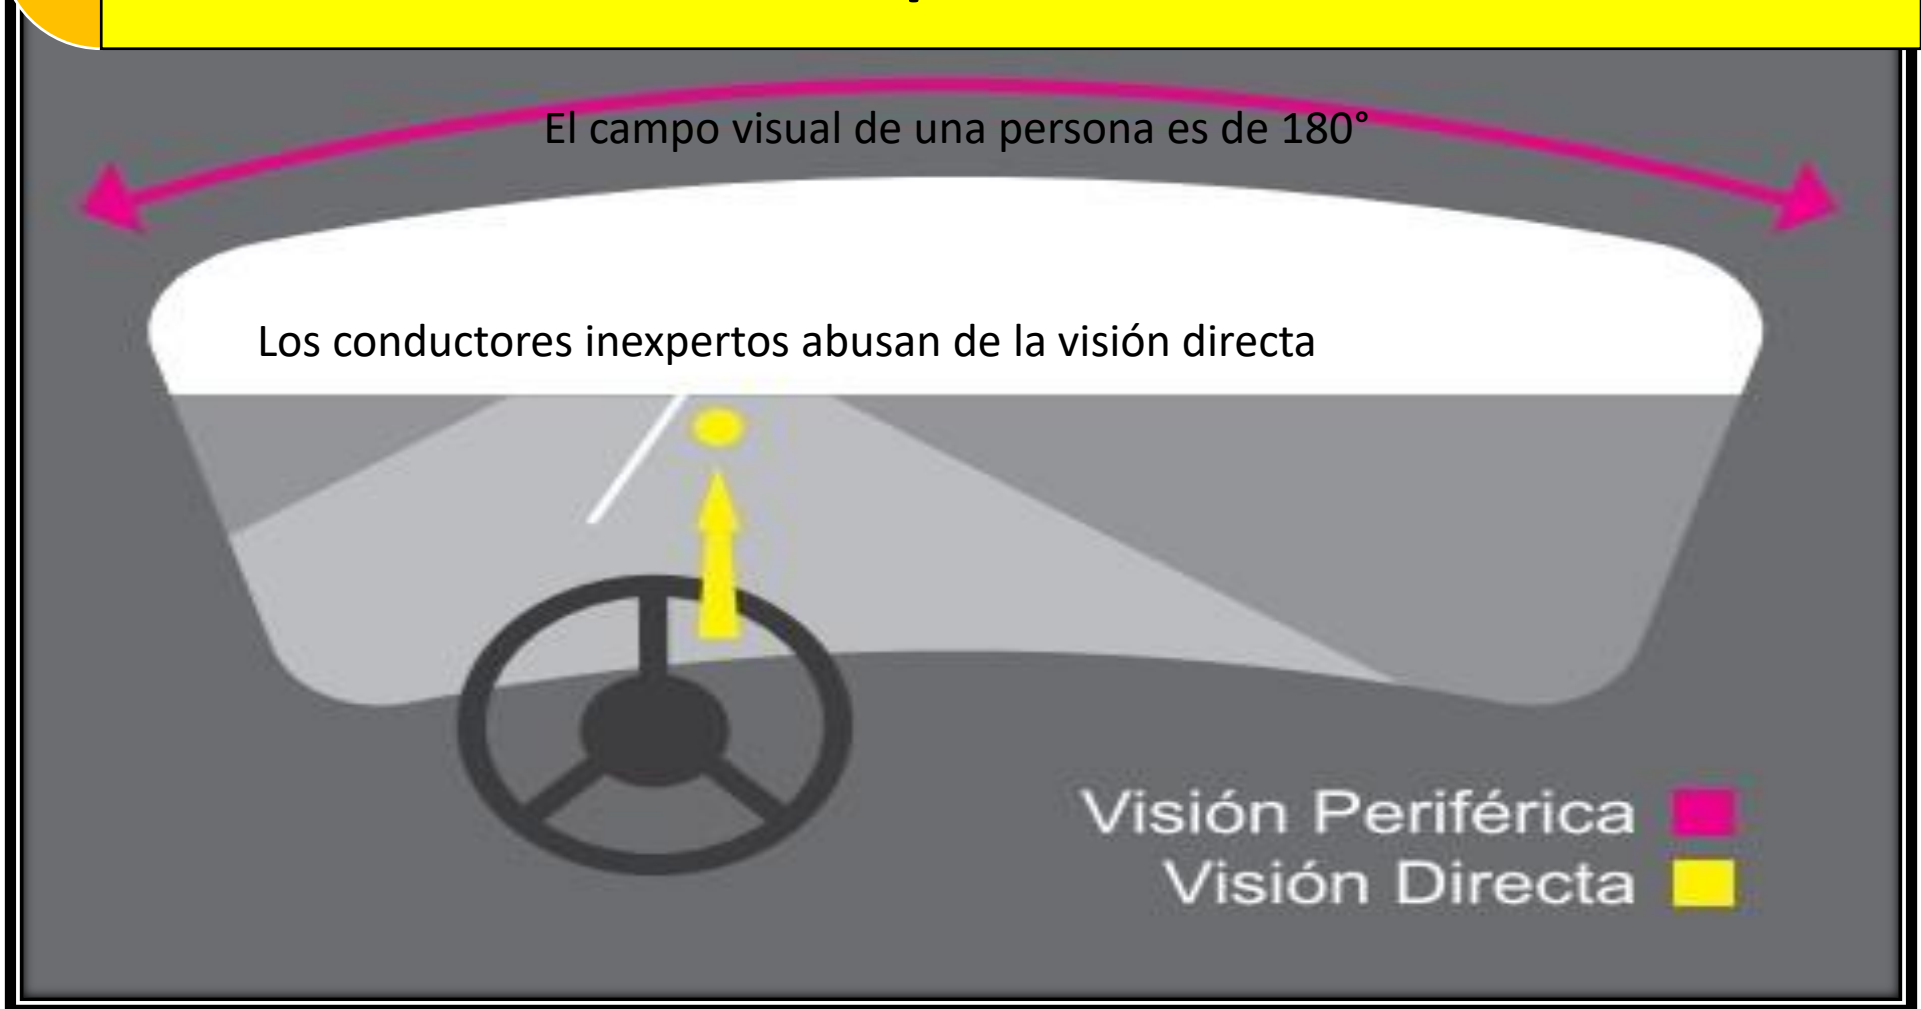 El campo visual de una persona es de 180°
Los conductores inexpertos abusan de la visión directa
Visión Periférica
Visión Directa